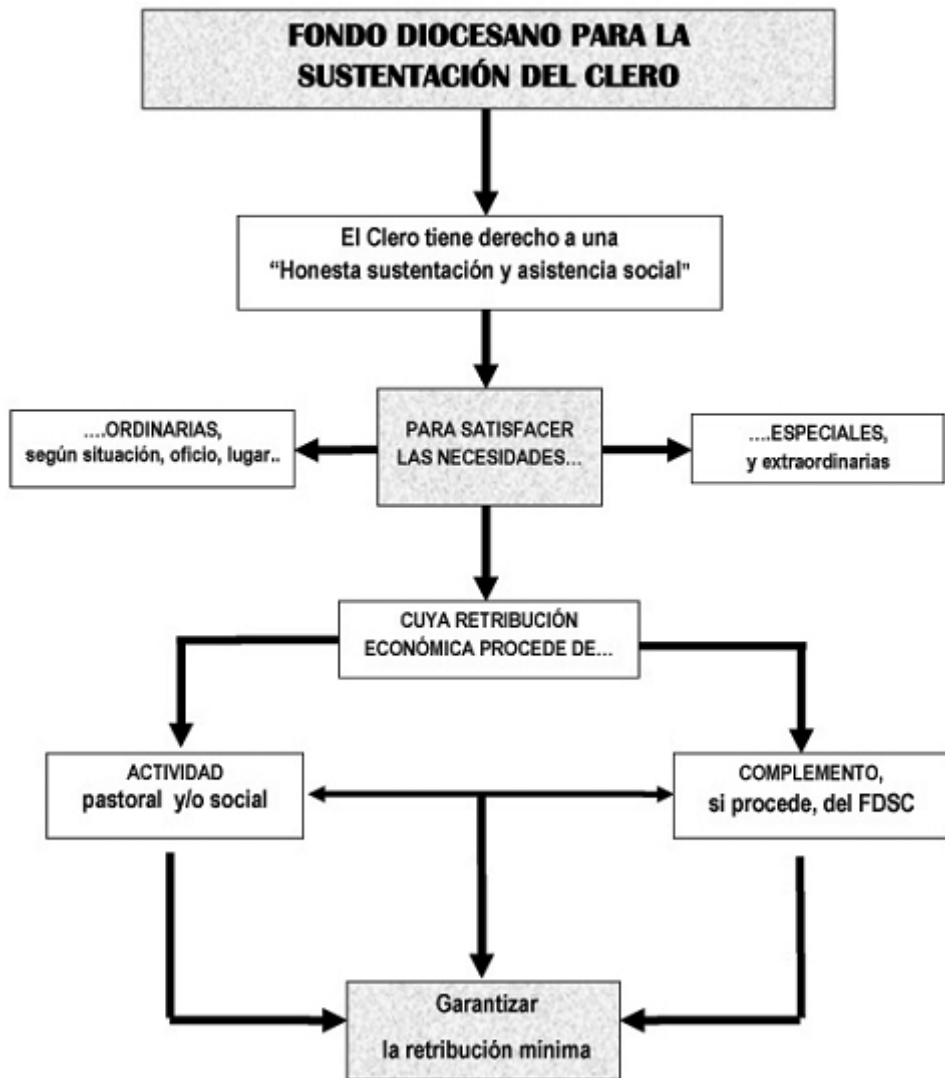 FONDO DIOCESANO PARA LA
SUSTENTACIÓN DEL CLERO
El Clero tiene derecho a una
“Honesta sustentación y asistencia social”
....ORDINARIAS,
según situación, oficio, lugar..
PARA SATISFACER
LAS NECESIDADES...
....ESPECIALES,
y extraordinarias
CUYA RETRIBUCIÓN
ECONÓMICA PROCEDE DE...
ACTIVIDAD
pastoral y/o social
COMPLEMENTO,
si procede, del FDSC
Garantizar
la retribución mínima